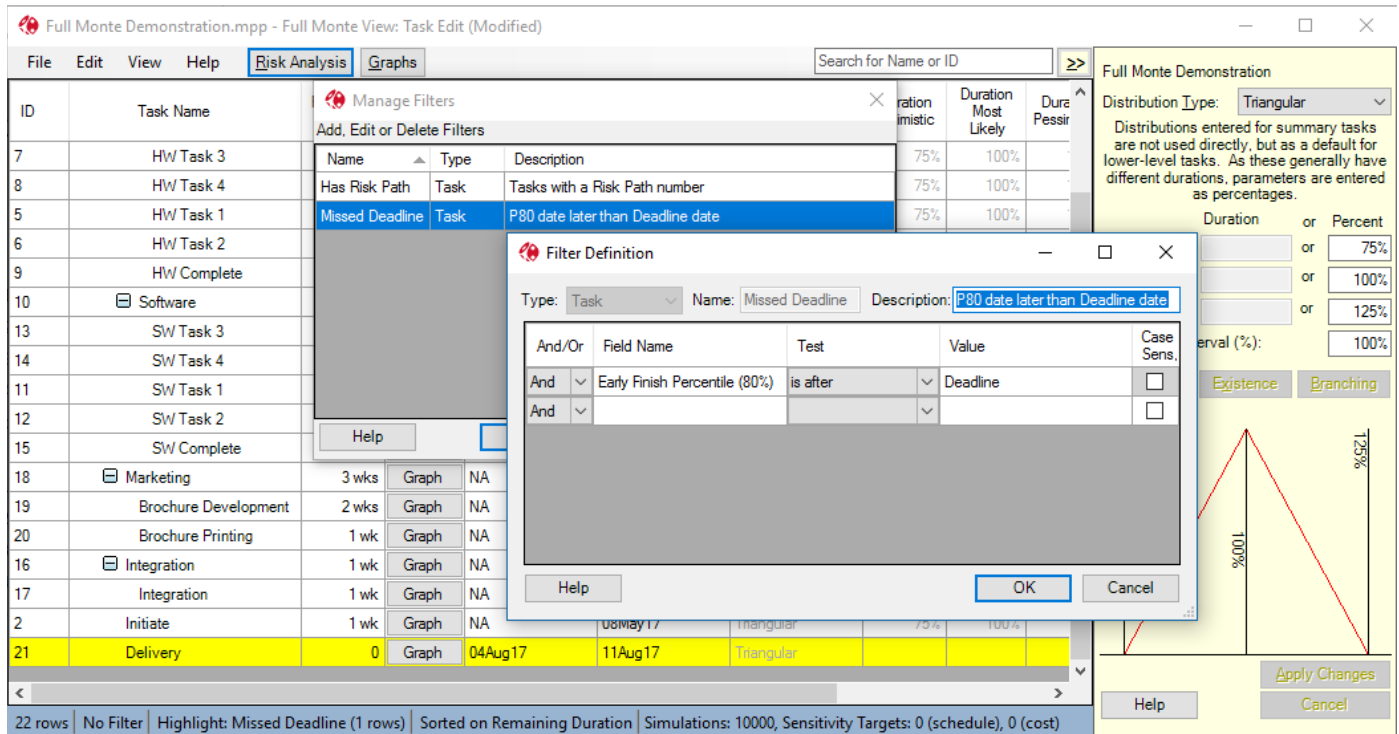 Full Monte Demonstration.mpp - Full Monte View: Task Edit (Modified)
File Edit View Help Risk Analysis Graphs Search for Name or ID >>
ID Task Name
7 HW Task 3 75% 100%
8 HW Task 4 75% 100%
5 HW Task 1 75% 100%
6 HW Task 2
9 HW Complete
10 Software
13 SW Task 3
14 SW Task 4
11 SW Task 1
12 SW Task 2
15 SW Complete
18 Marketing 3 wks Graph NA
19 Brochure Development 2 wks Graph NA
20 Brochure Printing 1 wk Graph NA
16 Integration 1 wk Graph NA
17 Integration 1 wk Graph NA
2 Initiate 1 wk Graph NA 08May17 Triangular 75% 100%
21 Delivery 0 Graph 04Aug17 11Aug17 Triangular
Duration
Most
Likely
Manage Filters
Add, Edit or Delete Filters
Name Type Description
Has Risk Path Task Tasks with a Risk Path number
Missed Deadline Task P80 date later than Deadline date
Help
Filter Definition
Type: Task Name: Missed Deadline Description: P80 date later than Deadline date
And/Or Field Name Test Value Case
Sens.
And Early Finish Percentile (80%) is after Deadline
And
Help OK Cancel
Full Monte Demonstration
Distribution Type: Triangular
Distributions entered for summary tasks
are not used directly, but as a default for
lower-level tasks. As these generally have
different durations, parameters are entered
as percentages.
Duration or Percent
or 75%
or 100%
or 125%
(%): 100%
Existence Branching
125%
100%
Apply Changes
Help Cancel
22 rows No Filter Highlight: Missed Deadline (1 rows) Sorted on Remaining Duration Simulations: 10000, Sensitivity Targets: 0 (schedule), 0 (cost)